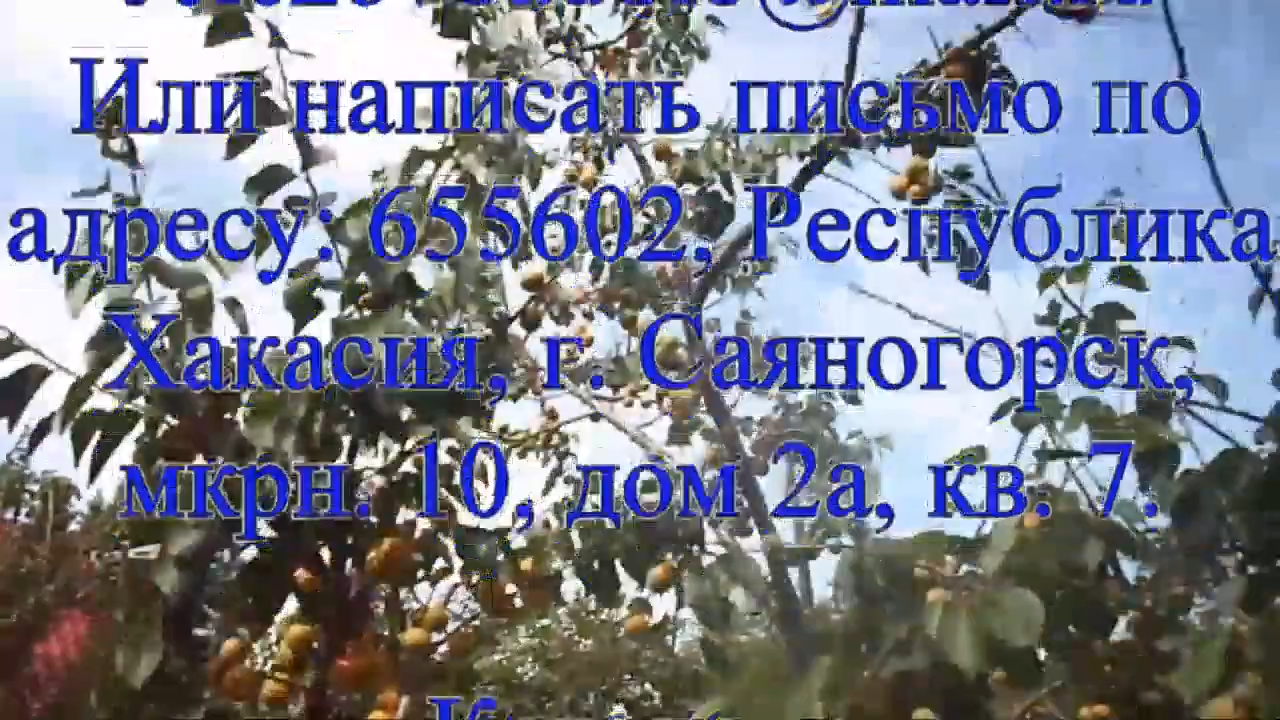 Или написать письмо по
адресу: 655602, Республика
Хакасия, г. Саяногорск,
мкрн. 10, дом 2а, кв. 7.